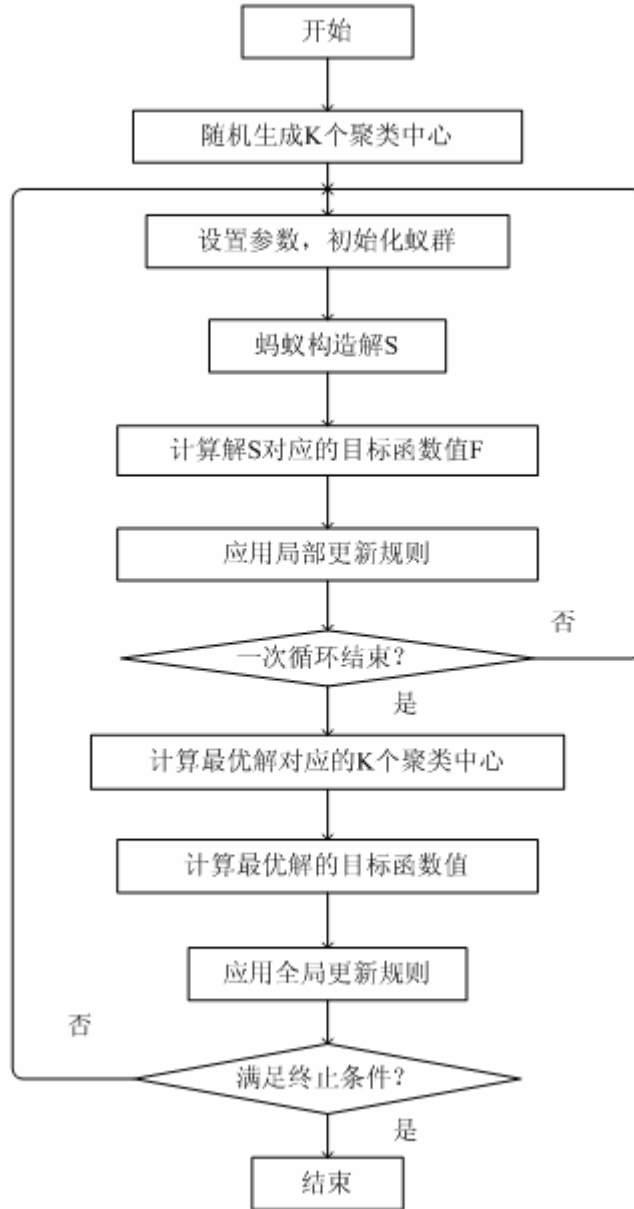 开始
随机生成K个聚类中心
设置参数，初始化蚁群
蚂蚁构造解S
计算解S对应的目标函数值F
应用局部更新规则
否
一次循环结束？
是
计算最优解对应的K个聚类中心
计算最优解的目标函数值
应用全局更新规则
否
满足终止条件？
是
结束